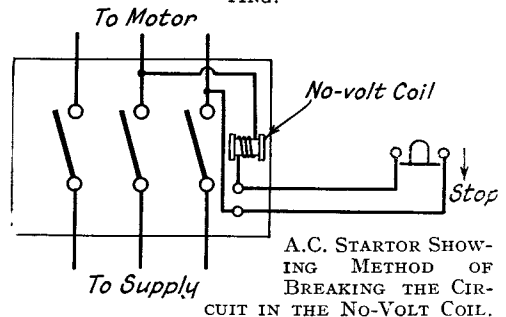 TING.
To Motor
No-volt Coil
Stop
To Supply
A.C. STARTOR SHOW-
ING METHOD OF
BREAKING THE CIR-
CUIT IN THE NO-VOLT COIL.